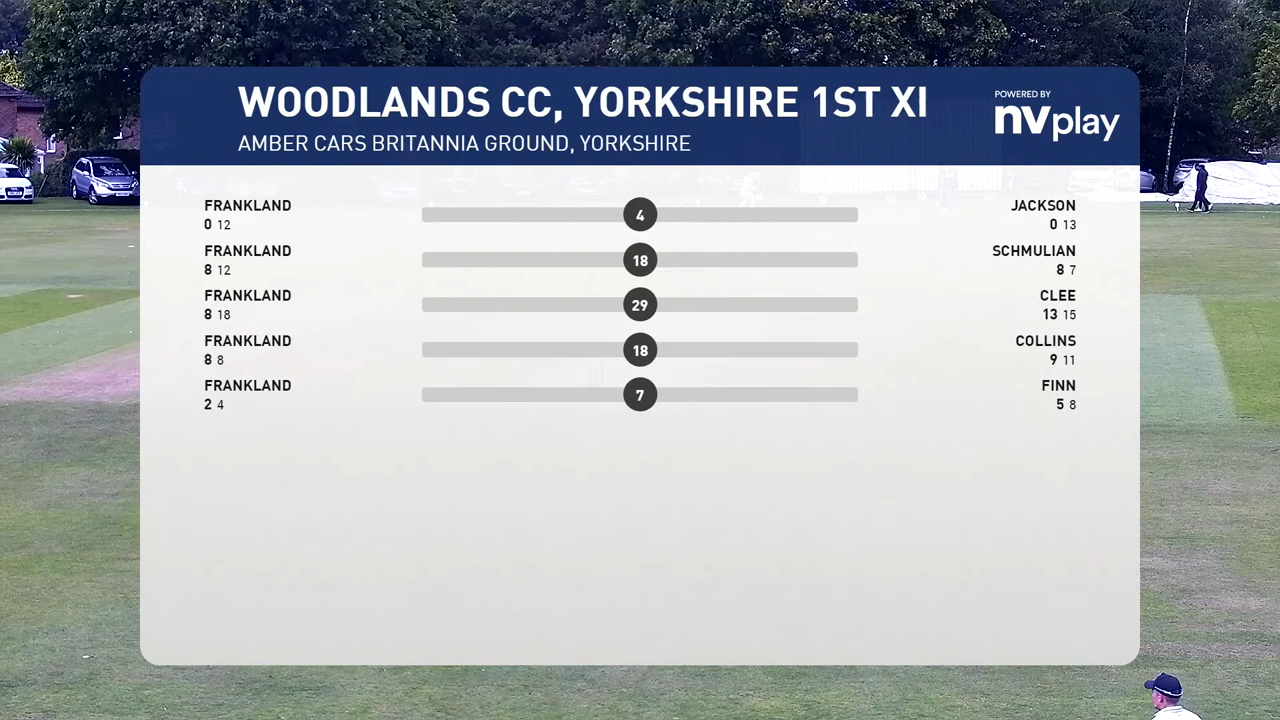 WOODLANDS CC, YORKSHIRE 1ST XI
AMBER CARS BRITANNIA GROUND, YORKSHIRE
POWERED BY
nvplay
FRANKLAND 4 JACKSON
0 12 0 13
FRANKLAND 18 SCHMULIAN
8 12 8 7
FRANKLAND 29 CLEE
8 18 13 15
FRANKLAND 18 COLLINS
8 8 9 11
FRANKLAND 7 FINN
2 4 5 8